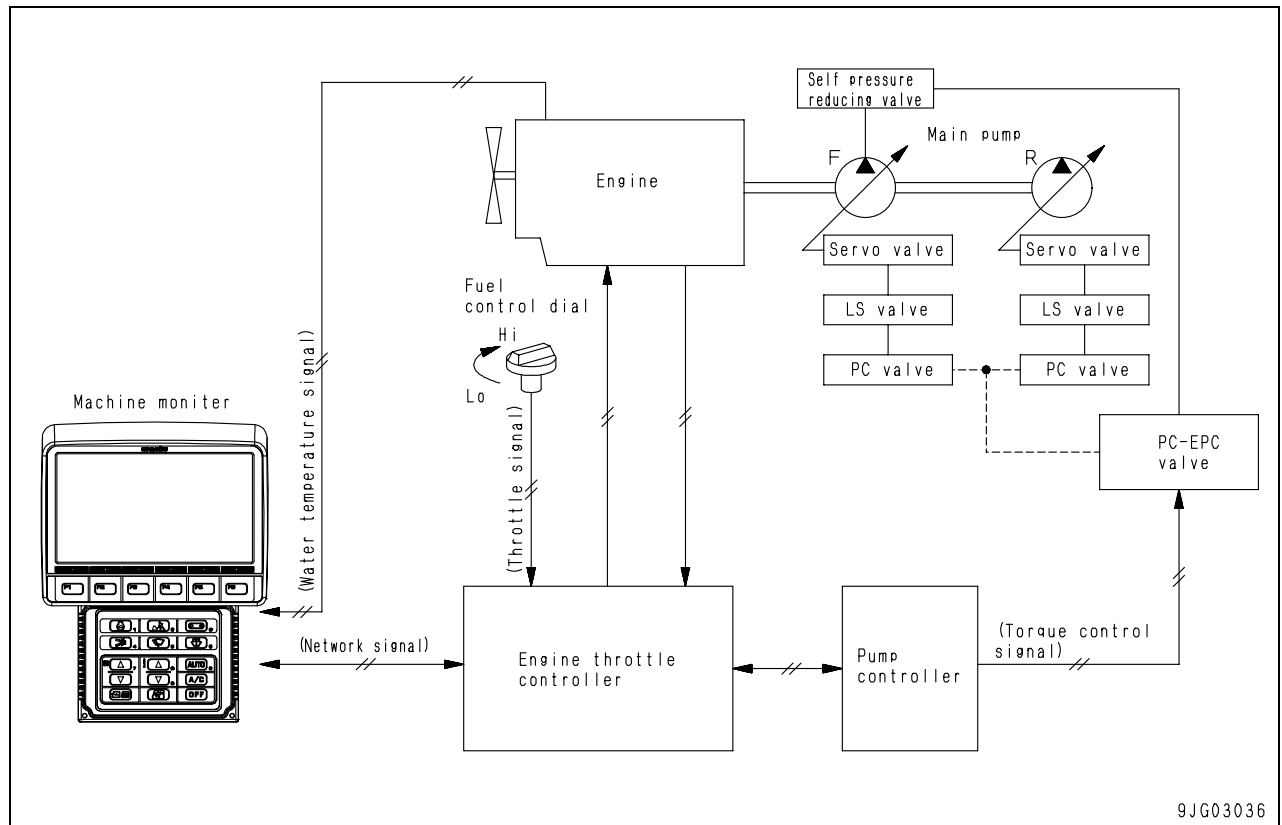 Self pressure
reducing valve
Main pump
F
R
Engine
Servo valve
Servo valve
Fuel
control dial
Hi
Lo
LS valve
LS valve
PC valve
PC valve
(Water temperature signal)
(Throttle signal)
Machine moniter
PC-EPC
valve
(Network signal)
Engine throttle
controller
Pump
controller
(Torque control
signal)
AUTO
A/C
OFF
9JG03036